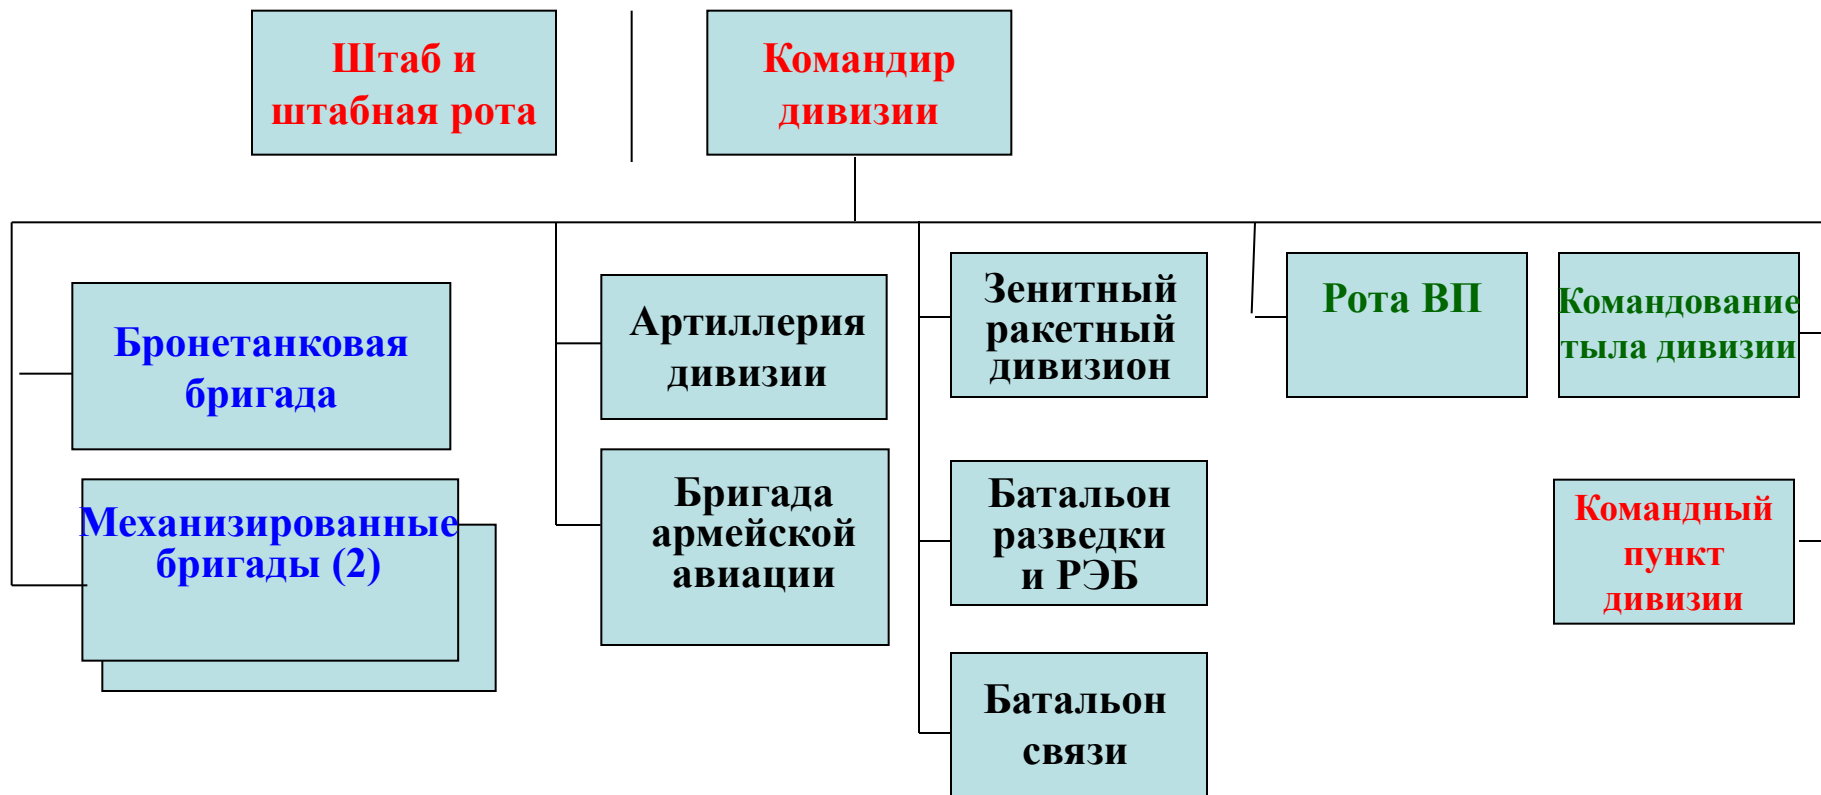 Штаб и
штабная рота
Командир
дивизии
Бронетанковая
бригада
Механизированные
бригады (2)
Артиллерия
дивизии
Бригада
армейской
авиации
Зенитный
ракетный
дивизион
Батальон
разведки
и РЭБ
Батальон
связи
Рота ВП
Командование
тыла дивизии
Командный
пункт
дивизии